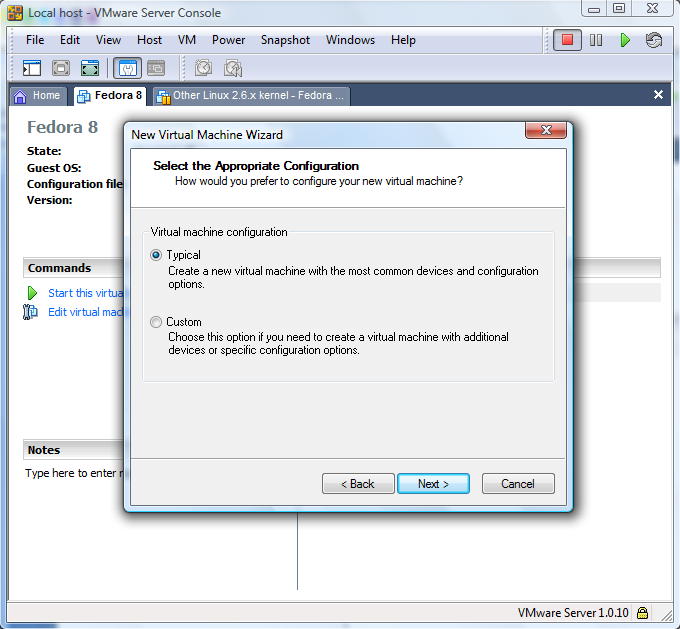 Local host - VMware Server Console
File Edit View Host VM Power Snapshot Windows Help
Home Fedora 8 Other Linux 2.6.x kernel - Fedora ...
Fedora 8
State:
Guest OS:
Configuration file
Version:
Commands
Start this virtua
Edit virtual mac
Notes
Type here to enter
New Virtual Machine Wizard
Select the Appropriate Configuration
How would you prefer to configure your new virtual machine?
Virtual machine configuration
Typical
Create a new virtual machine with the most common devices and configuration
options.
Custom
Choose this option if you need to create a virtual machine with additional
devices or specific configuration options.
< Back Next > Cancel
VMware Server 1.0.10